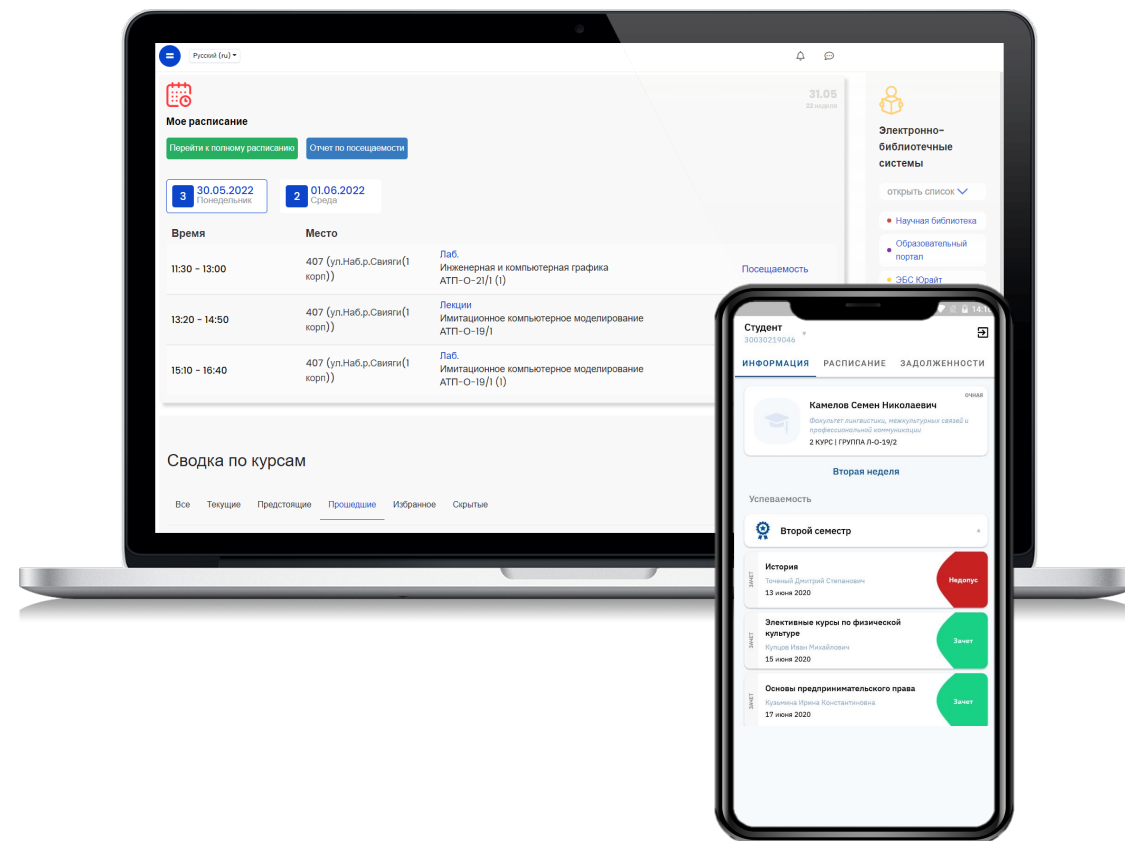 Русский (ru)
31.05
22 неделя
Мое расписание
Перейти к полному расписанию
Отчет по посещаемости
3
30.05.2022
Понедельник
2
01.06.2022
Среда
Время
Место
11:30 - 13:00
407 (ул.Наб.р.Свияги(1
корп))
Лаб.
Инженерная и компьютерная графика
АТП-О-21/1 (1)
Посещаемость
13:20 - 14:50
407 (ул.Наб.р.Свияги(1
корп))
Лекции
Имитационное компьютерное моделирование
АТП-О-19/1
15:10 - 16:40
407 (ул.Наб.р.Свияги(1
корп))
Лаб.
Имитационное компьютерное моделирование
АТП-О-19/1 (1)
Сводка по курсам
Все
Текущие
Предстоящие
Прошедшие
Избранное
Скрытые
Электронно-
библиотечные
системы
открыть список
Научная библиотека
Образовательный
портал
ЭБС Юрайт
Студент
30030219046
ИНФОРМАЦИЯ
РАСПИСАНИЕ
ЗАДОЛЖЕННОСТИ
ОЧНАЯ
Камелов Семен Николаевич
Факультет лингвистики, межкультурных связей и
профессиональной коммуникации
2 КУРС | ГРУППА Л-О-19/2
Вторая неделя
Успеваемость
Второй семестр
ЗАЧЕТ
История
Точеный Дмитрий Степанович
13 июня 2020
Недопус
ЗАЧЕТ
Элективные курсы по физической
культуре
Купцов Иван Михайлович
15 июня 2020
Зачет
ЗАЧЕТ
Основы предпринимательского права
Кузьмина Ирина Константиновна
17 июня 2020
Зачет